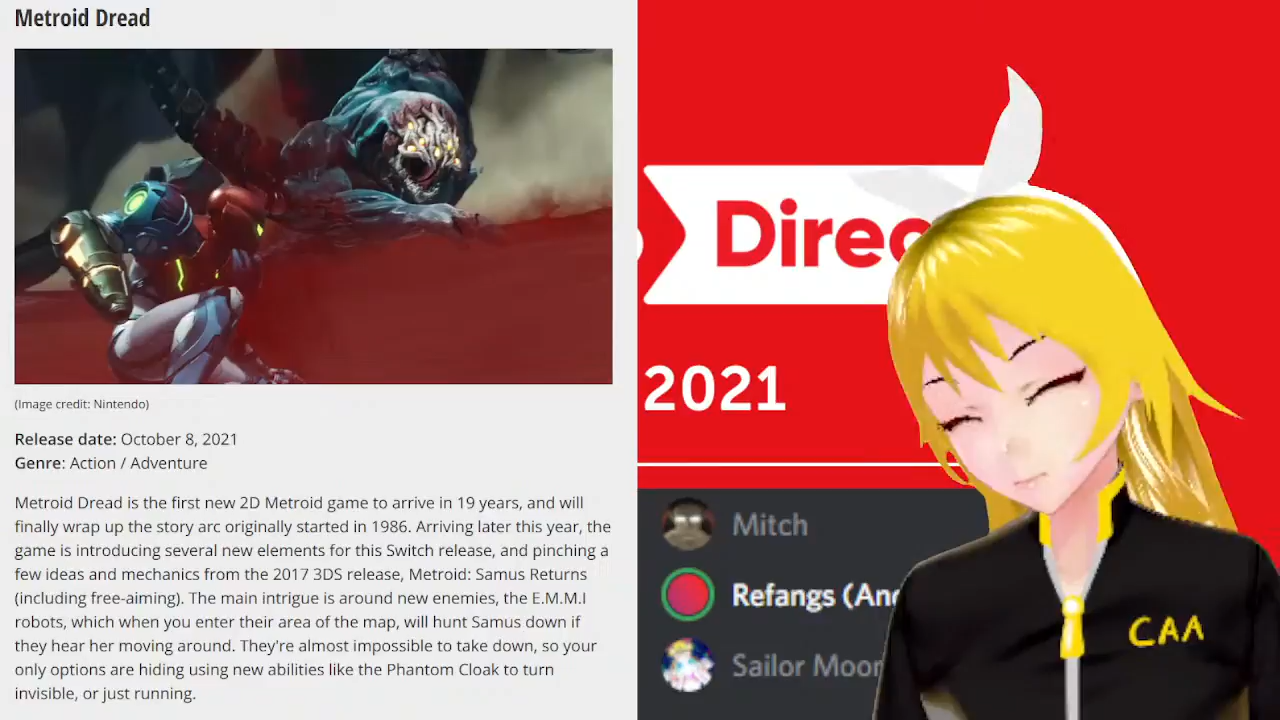 Metroid Dread
(Image credit: Nintendo)
Release date: October 8, 2021
Genre: Action / Adventure
Metroid Dread is the first new 2D Metroid game to arrive in 19 years, and will
finally wrap up the story arc originally started in 1986. Arriving later this year, the
game is introducing several new elements for this Switch release, and pinching a
few ideas and mechanics from the 2017 3DS release, Metroid: Samus Returns
(including free-aiming). The main intrigue is around new enemies, the E.M.M.I
robots, which when you enter their area of the map, will hunt Samus down if
they hear her moving around. They're almost impossible to take down, so your
only options are hiding using new abilities like the Phantom Cloak to turn
invisible, or just running.
Direc
2021
Mitch
Refangs (And
Sailor Moon
CAA